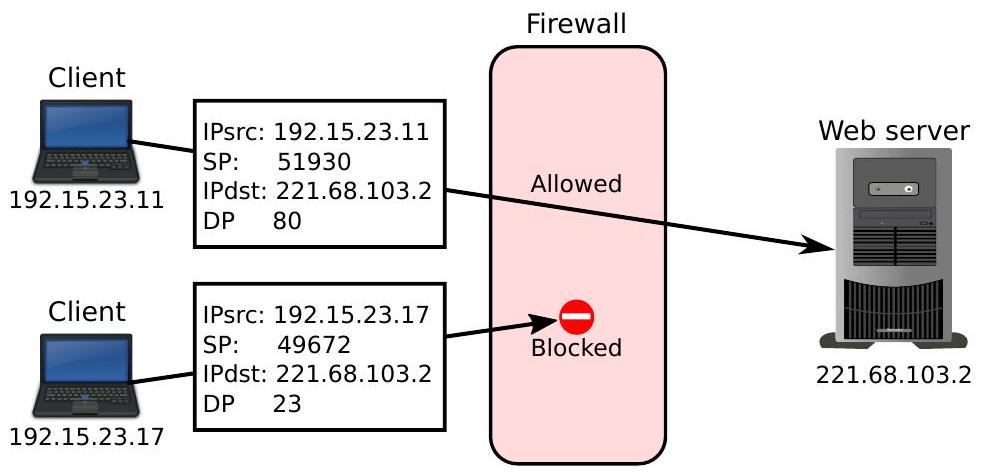 Firewall
Client
192.15.23.11
IPsrc: 192.15.23.11
SP: 51930
IPdst: 221.68.103.2
DP 80
Allowed
Web server
221.68.103.2
Client
192.15.23.17
IPsrc: 192.15.23.17
SP: 49672
IPdst: 221.68.103.2
DP 23
Blocked